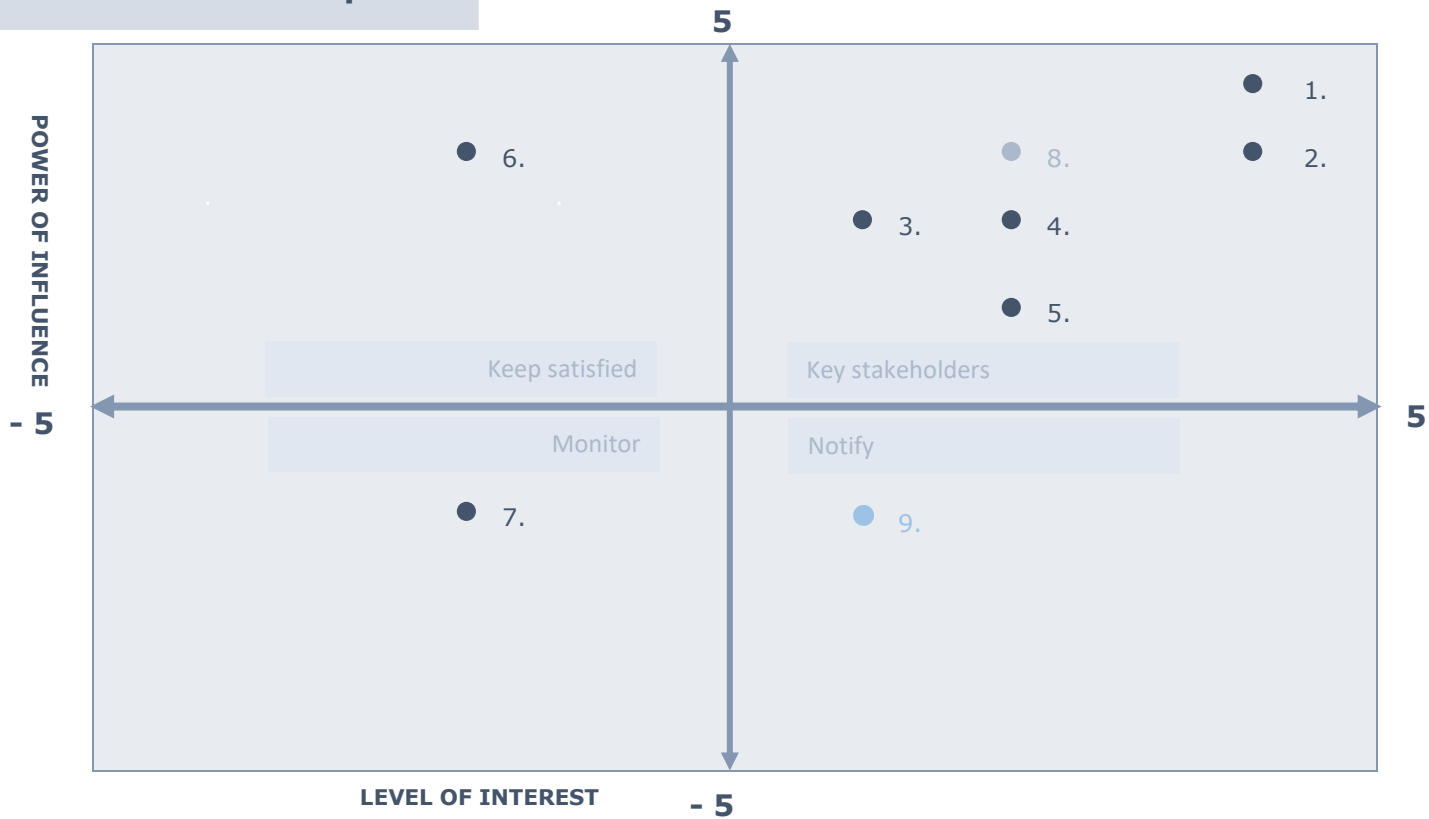 5
1.
6.
8.
2.
3.
4.
5.
POWER OF INFLUENCE
Keep satisfied
Key stakeholders
- 5
5
Monitor
Notify
7.
9.
LEVEL OF INTEREST
- 5